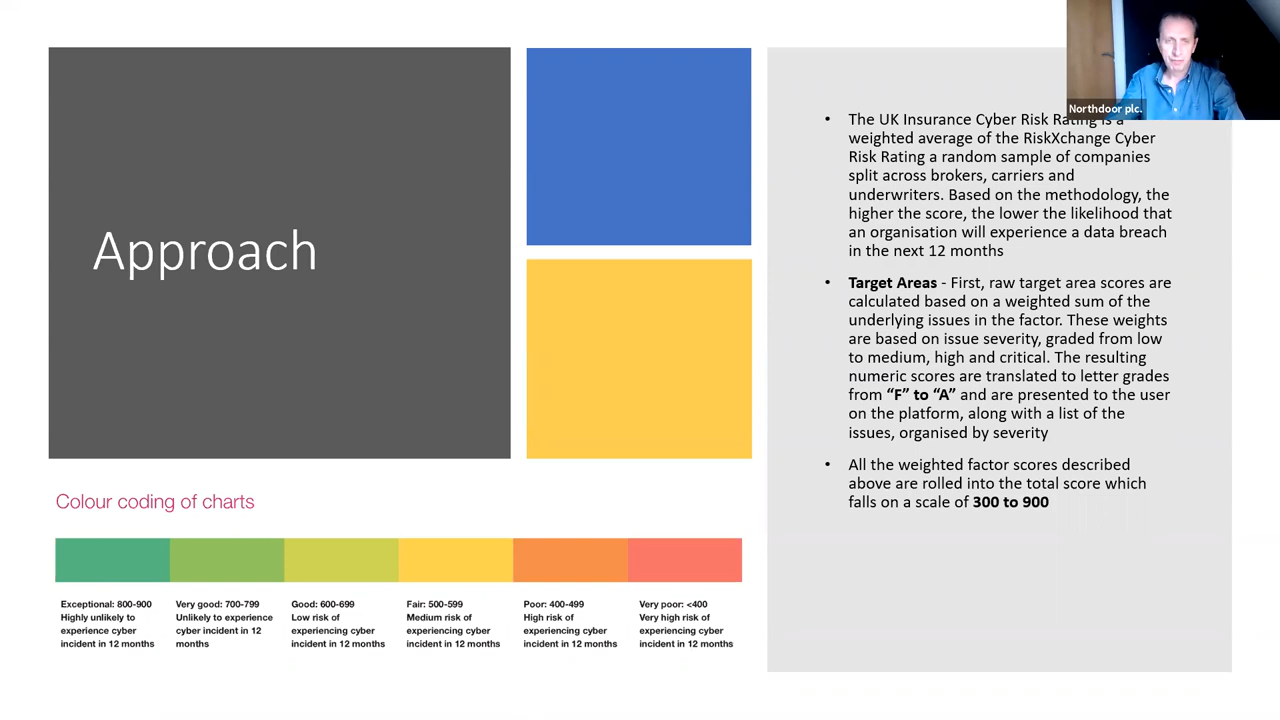 Northdoor plc.
Approach
• The UK Insurance Cyber Risk Rating is a
weighted average of the RiskXchange Cyber
Risk Rating a random sample of companies
split across brokers, carriers and
underwriters. Based on the methodology, the
higher the score, the lower the likelihood that
an organisation will experience a data breach
in the next 12 months
• Target Areas - First, raw target area scores are
calculated based on a weighted sum of the
underlying issues in the factor. These weights
are based on issue severity, graded from low
to medium, high and critical. The resulting
numeric scores are translated to letter grades
from “F” to “A” and are presented to the user
on the platform, along with a list of the
issues, organised by severity
• All the weighted factor scores described
above are rolled into the total score which
falls on a scale of 300 to 900
Colour coding of charts
Exceptional: 800-900
Highly unlikely to
experience cyber
incident in 12 months
Very good: 700-799
Unlikely to experience
cyber incident in 12
months
Good: 600-699
Low risk of
experiencing cyber
incident in 12 months
Fair: 500-599
Medium risk of
experiencing cyber
incident in 12 months
Poor: 400-499
High risk of
experiencing cyber
incident in 12 months
Very poor: <400
Very high risk of
experiencing cyber
incident in 12 months